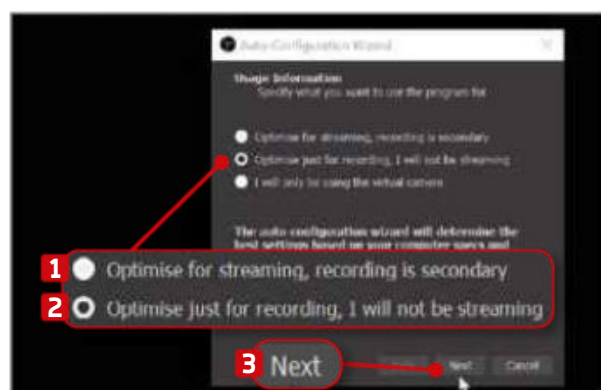 Auto-Configuration Wizard
Usage Information
Specify what you want to use the program for
Optimise for streaming, recording is secondary
Optimise just for recording, I will not be streaming
I will only be using the virtual camera
The auto configuration wizard will determine the
best settings based on your computer specs and
1 Optimise for streaming, recording is secondary
2 Optimise just for recording, I will not be streaming
3 Next
Next Cancel